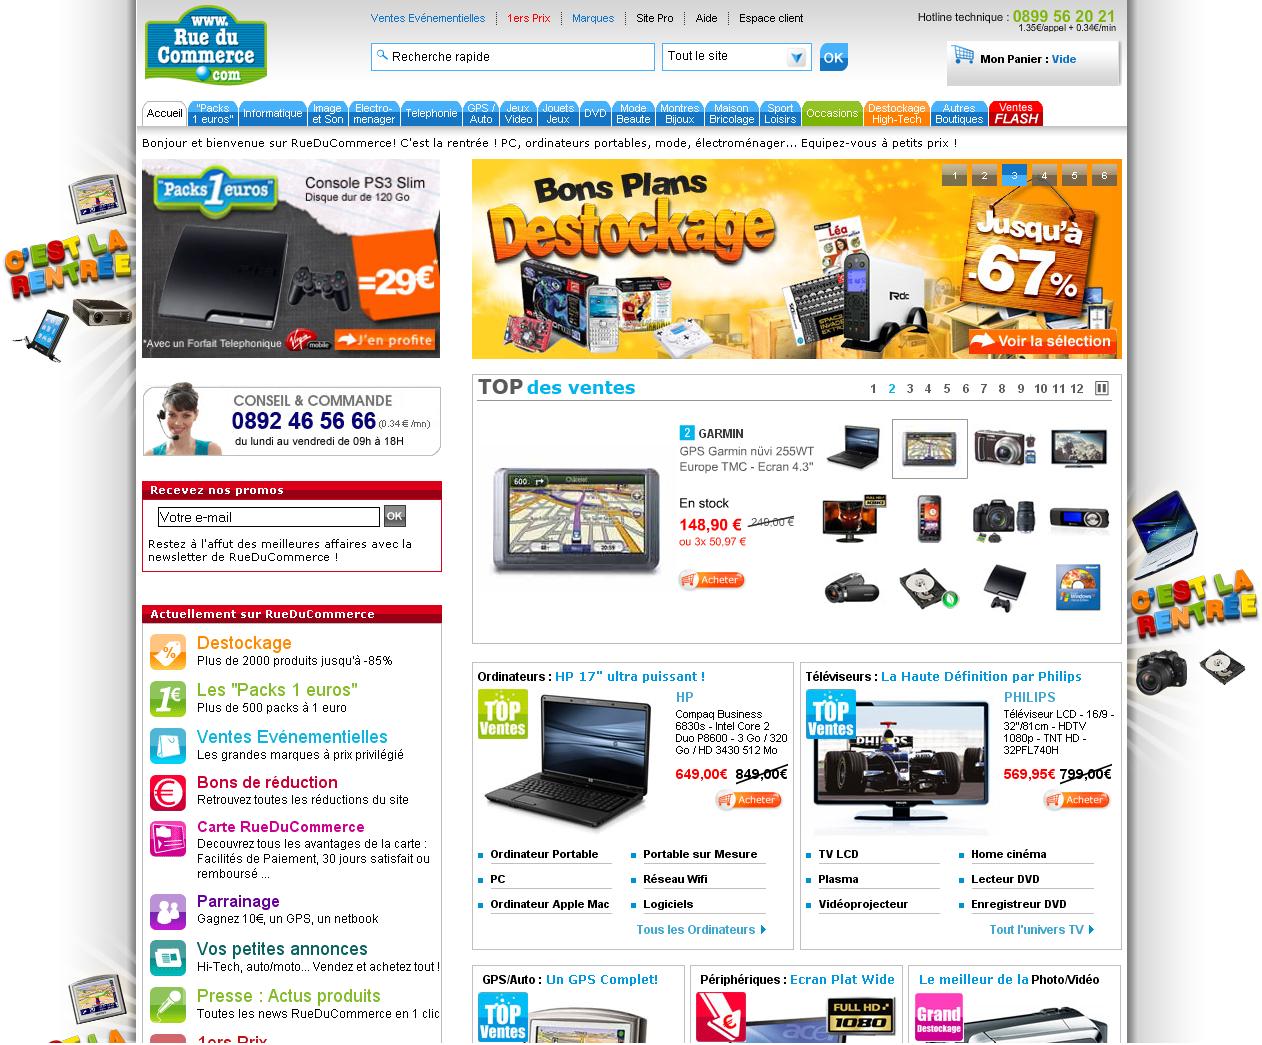 www.
Rue du
Commerce
.com
Ventes Evénementielles
1ers Prix
Marques
Site Pro
Aide
Espace client
Hotline technique : 0899 56 20 21
1.35€/appel + 0.34€/min
Recherche rapide
Tout le site
OK
Mon Panier : Vide
Accueil
"Packs 1 euros"
Informatique
Image et Son
Electro-menager
Telephonie
GPS / Auto
Jeux Video
Jouets Jeux
DVD
Mode Beaute
Montres Bijoux
Maison Bricolage
Sport Loisirs
Occasions
Destockage High-Tech
Autres Boutiques
Ventes FLASH
Bonjour et bienvenue sur RueDuCommerce! C'est la rentrée ! PC, ordinateurs portables, mode, électroménager... Equipez-vous à petits prix !
C'EST LA
RENTRÉE
"Packs 1 euros"
Console PS3 Slim
Disque dur de 120 Go
=29€*
*Avec un Forfait Telephonique
Virgin mobile
J'en profite
Bons Plans
Destockage
1 2 3 4 5 6
Jusqu'à
-67%
Léa
Rdc
Voir la sélection
CONSEIL & COMMANDE
0892 46 56 66 (0.34 € /mn)
du lundi au vendredi de 09h à 18H
TOP des ventes
1 2 3 4 5 6 7 8 9 10 11 12
2 GARMIN
GPS Garmin nüvi 255WT
Europe TMC - Ecran 4.3"
En stock
148,90 € 249,00 €
ou 3x 50,97 €
Acheter
Recevez nos promos
Votre e-mail
OK
Restez à l'affut des meilleures affaires avec la
newsletter de RueDuCommerce !
Actuellement sur RueDuCommerce
Destockage
Plus de 2000 produits jusqu'à -85%
Les "Packs 1 euros"
Plus de 500 packs à 1 euro
Ventes Evénementielles
Les grandes marques à prix privilégié
Bons de réduction
Retrouvez toutes les réductions du site
Carte RueDuCommerce
Decouvrez tous les avantages de la carte :
Facilités de Paiement, 30 jours satisfait ou
remboursé ...
Parrainage
Gagnez 10€, un GPS, un netbook
Vos petites annonces
Hi-Tech, auto/moto... Vendez et achetez tout !
Presse : Actus produits
Toutes les news RueDuCommerce en 1 clic
1ers Prix
Ordinateurs : HP 17" ultra puissant !
TOP
Ventes
HP
Compaq Business
6830s - Intel Core 2
Duo P8600 - 3 Go / 320
Go / HD 3430 512 Mo
649,00€ 849,00€
Acheter
Ordinateur Portable
Portable sur Mesure
PC
Réseau Wifi
Ordinateur Apple Mac
Logiciels
Tous les Ordinateurs
Téléviseurs : La Haute Définition par Philips
TOP
Ventes
PHILIPS
PHILIPS
Téléviseur LCD - 16/9 -
32"/81cm - HDTV
1080p - TNT HD -
32PFL740H
569,95€ 799,00€
Acheter
TV LCD
Home cinéma
Plasma
Lecteur DVD
Vidéoprojecteur
Enregistreur DVD
Tout l'univers TV
C'EST LA
RENTRÉE
GPS/Auto : Un GPS Complet!
TOP
Ventes
Périphériques : Ecran Plat Wide
FULL HD
1080
acer
Le meilleur de la Photo/Vidéo
Grand
Destockage